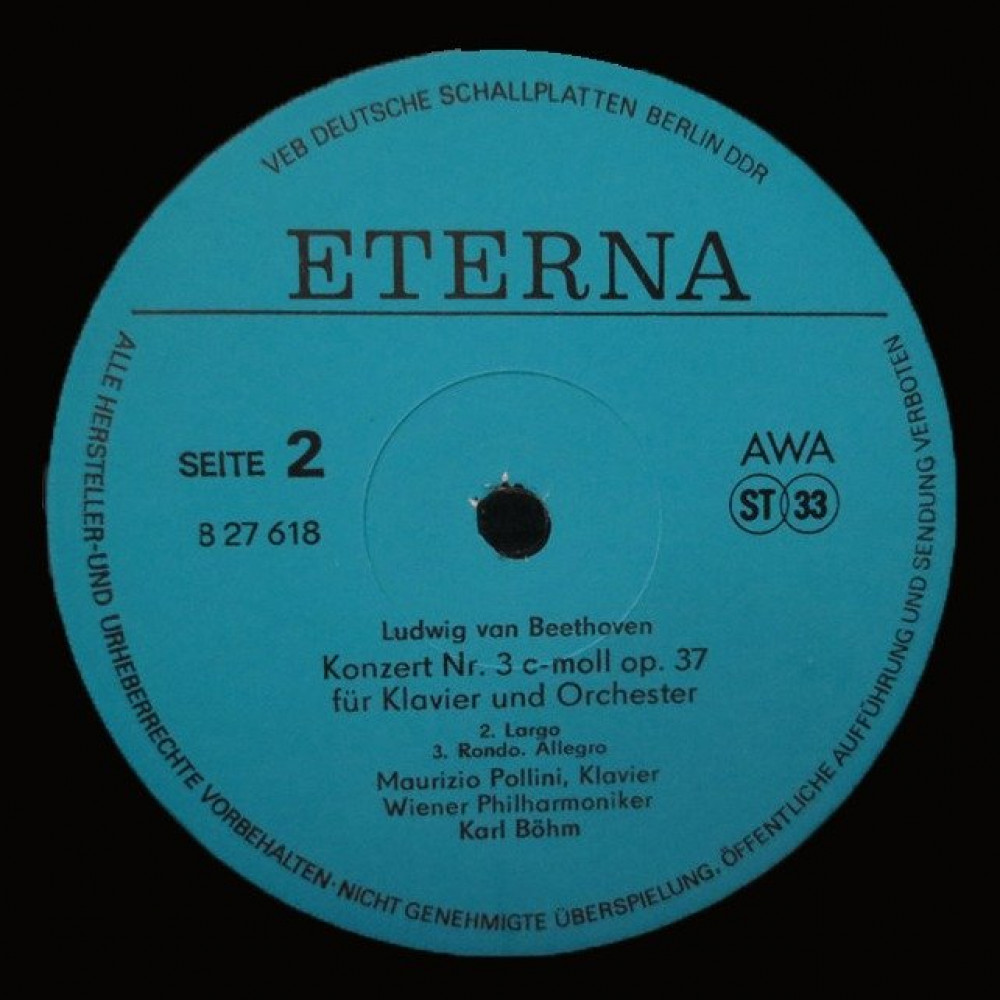 VEB DEUTSCHE SCHALLPLATTEN BERLIN DDR
ETERNA
SEITE 2
8 27 618
AWA
ST 33
Ludwig van Beethoven
Konzert Nr. 3 c-moll op. 37
für Klavier und Orchester
2. Largo
3. Rondo. Allegro
Maurizio Pollini, Klavier
Wiener Philharmoniker
Karl Böhm
ALLE HERSTELLER-UND URHEBERRECHTE VORBEHALTEN·NICHT GENEHMIGTE ÜBERSPIELUNG, ÖFFENTLICHE AUFFÜHRUNG UND SENDUNG VERBOTEN